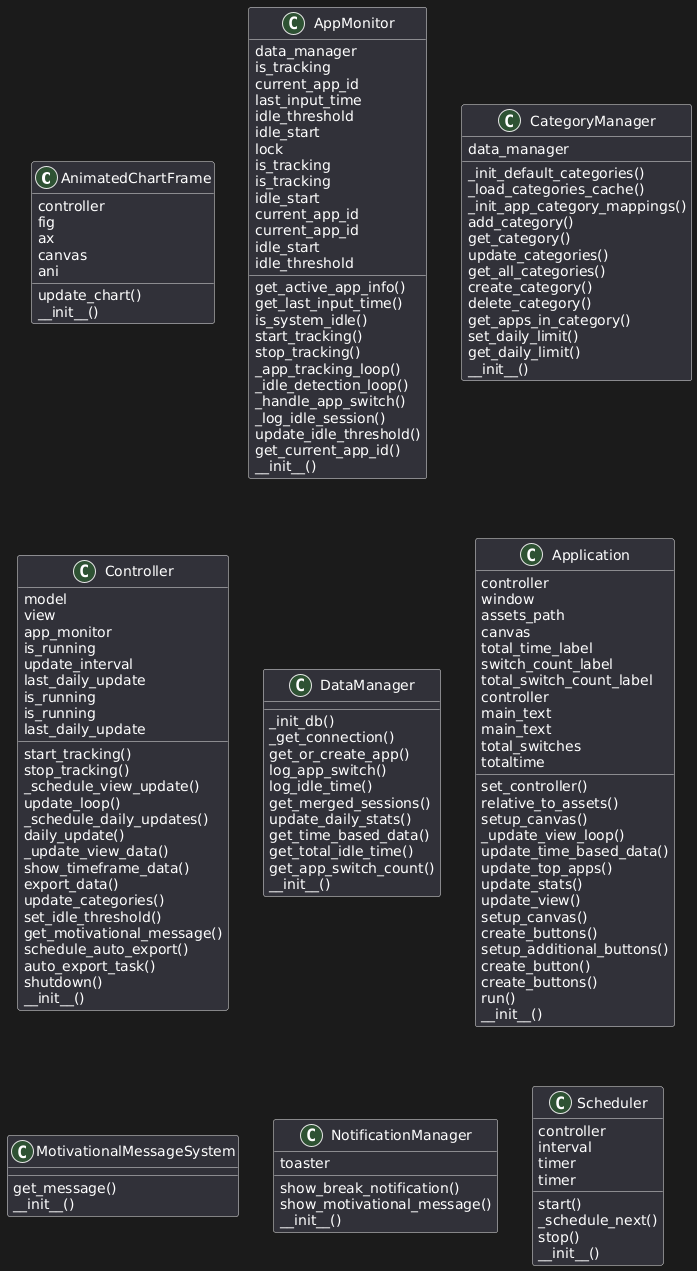 C AnimatedChartFrame
controller
fig
ax
canvas
ani
update_chart()
__init__()
C AppMonitor
data_manager
is_tracking
current_app_id
last_input_time
idle_threshold
idle_start
lock
is_tracking
is_tracking
idle_start
current_app_id
current_app_id
idle_start
idle_threshold
get_active_app_info()
get_last_input_time()
is_system_idle()
start_tracking()
stop_tracking()
_app_tracking_loop()
_idle_detection_loop()
_handle_app_switch()
_log_idle_session()
update_idle_threshold()
get_current_app_id()
__init__()
C CategoryManager
data_manager
_init_default_categories()
_load_categories_cache()
_init_app_category_mappings()
add_category()
get_category()
update_categories()
get_all_categories()
create_category()
delete_category()
get_apps_in_category()
set_daily_limit()
get_daily_limit()
__init__()
C Controller
model
view
app_monitor
is_running
update_interval
last_daily_update
is_running
is_running
last_daily_update
start_tracking()
stop_tracking()
_schedule_view_update()
update_loop()
_schedule_daily_updates()
daily_update()
_update_view_data()
show_timeframe_data()
export_data()
update_categories()
set_idle_threshold()
get_motivational_message()
schedule_auto_export()
auto_export_task()
shutdown()
__init__()
C DataManager
_init_db()
_get_connection()
get_or_create_app()
log_app_switch()
log_idle_time()
get_merged_sessions()
update_daily_stats()
get_time_based_data()
get_total_idle_time()
get_app_switch_count()
__init__()
C Application
controller
window
assets_path
canvas
total_time_label
switch_count_label
total_switch_count_label
controller
main_text
main_text
total_switches
totaltime
set_controller()
relative_to_assets()
setup_canvas()
_update_view_loop()
update_time_based_data()
update_top_apps()
update_stats()
update_view()
setup_canvas()
create_buttons()
setup_additional_buttons()
create_button()
create_buttons()
run()
__init__()
C MotivationalMessageSystem
get_message()
__init__()
C NotificationManager
toaster
show_break_notification()
show_motivational_message()
__init__()
C Scheduler
controller
interval
timer
timer
start()
_schedule_next()
stop()
__init__()